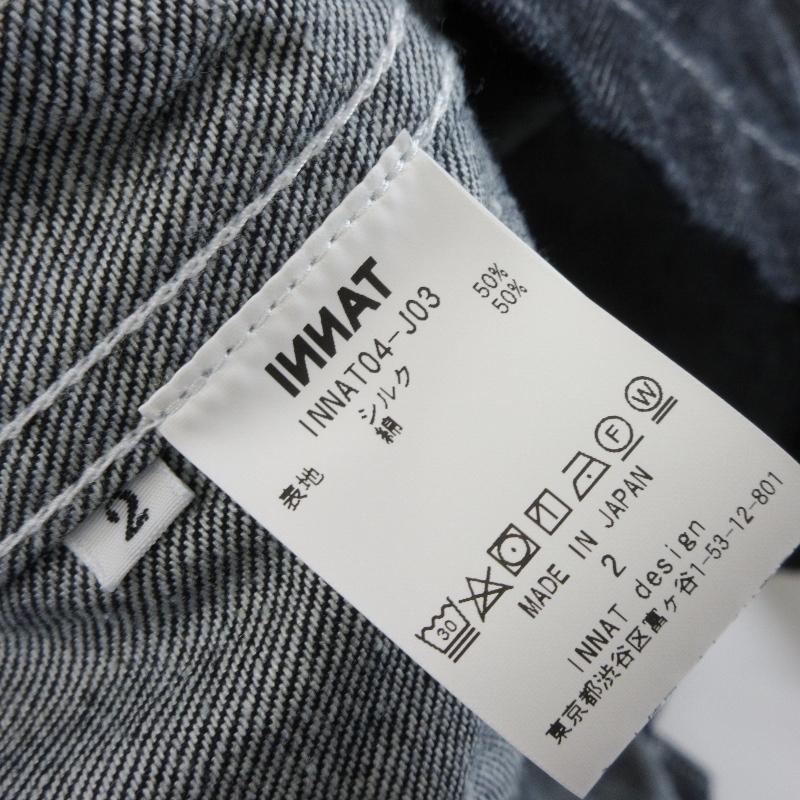 INNAT
INNAT04-J03
表地 シルク 50%
綿 50%
30 F W
MADE IN JAPAN
2
INNAT design
東京都渋谷区富ヶ谷1-53-12-801
2